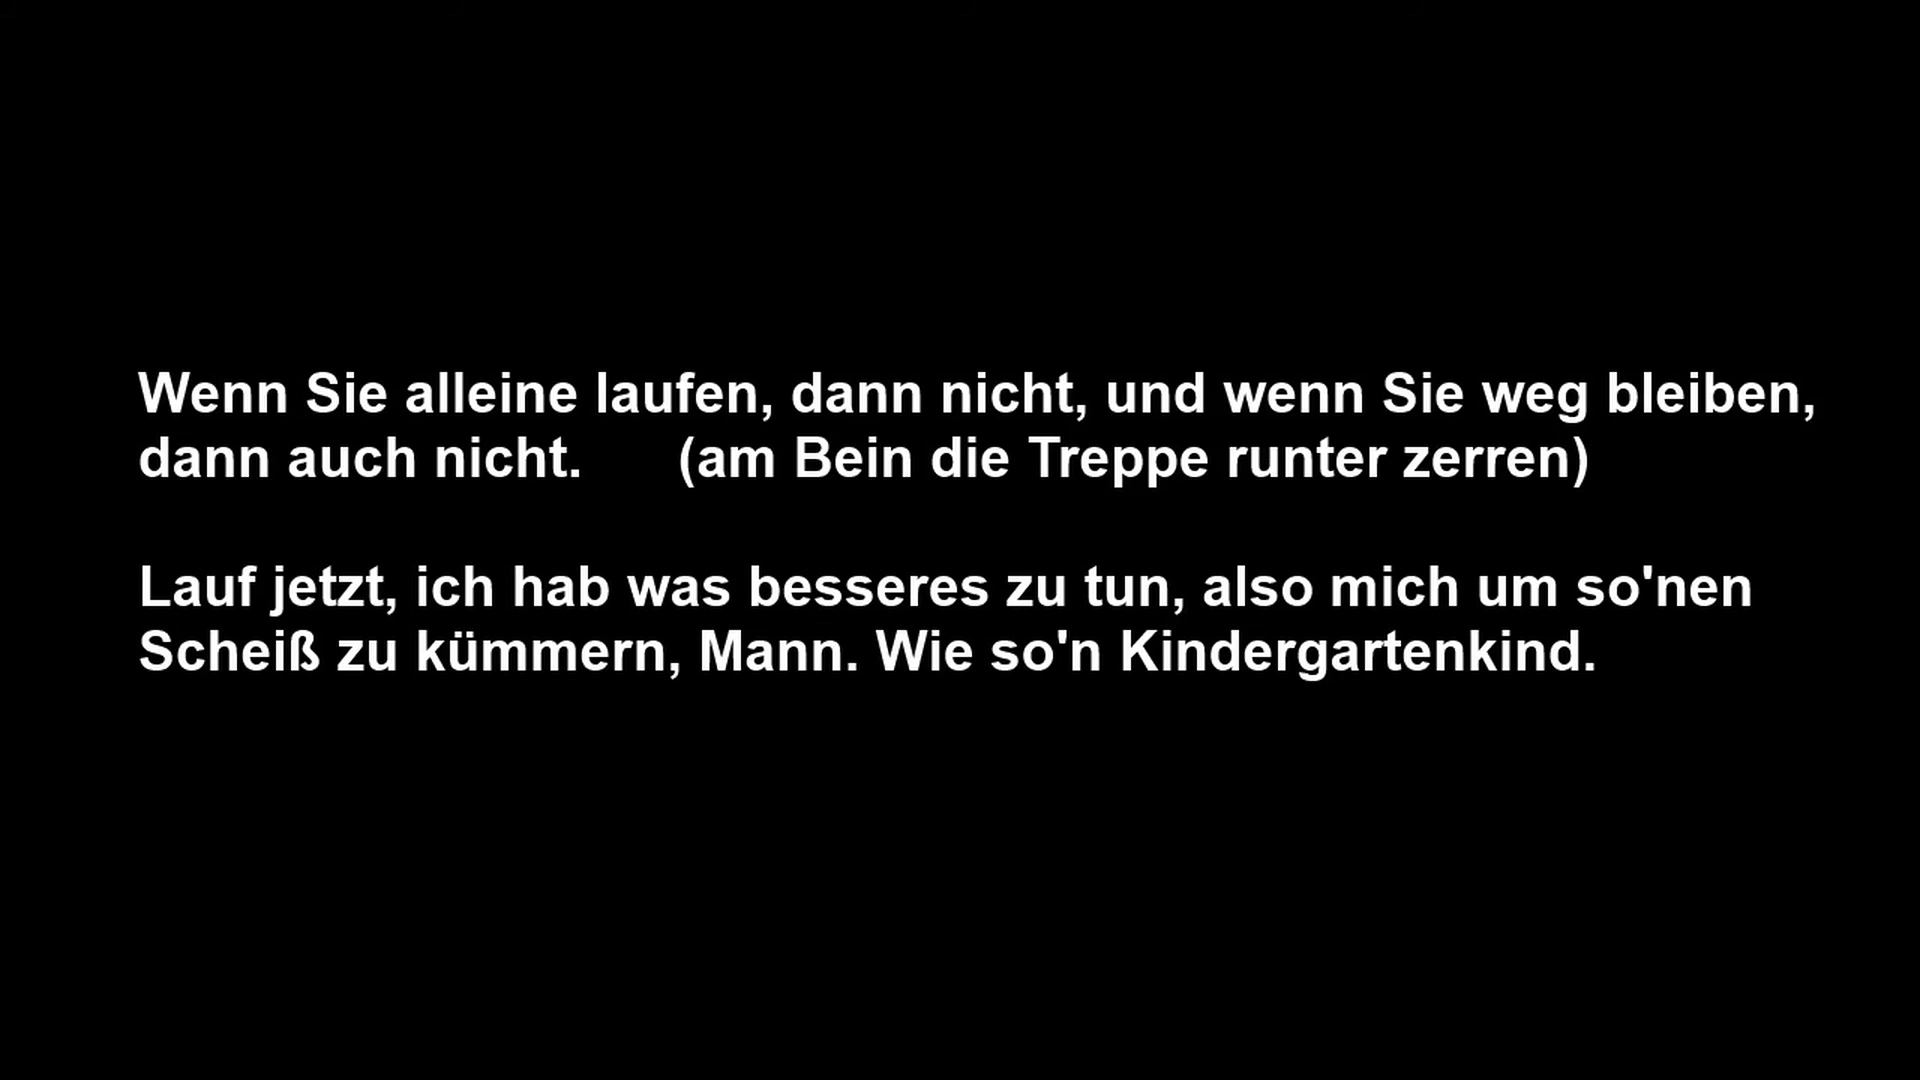 Wenn Sie alleine laufen, dann nicht, und wenn Sie weg bleiben,
dann auch nicht. (am Bein die Treppe runter zerren)
Lauf jetzt, ich hab was besseres zu tun, also mich um so'nen
Scheiß zu kümmern, Mann. Wie so'n Kindergartenkind.